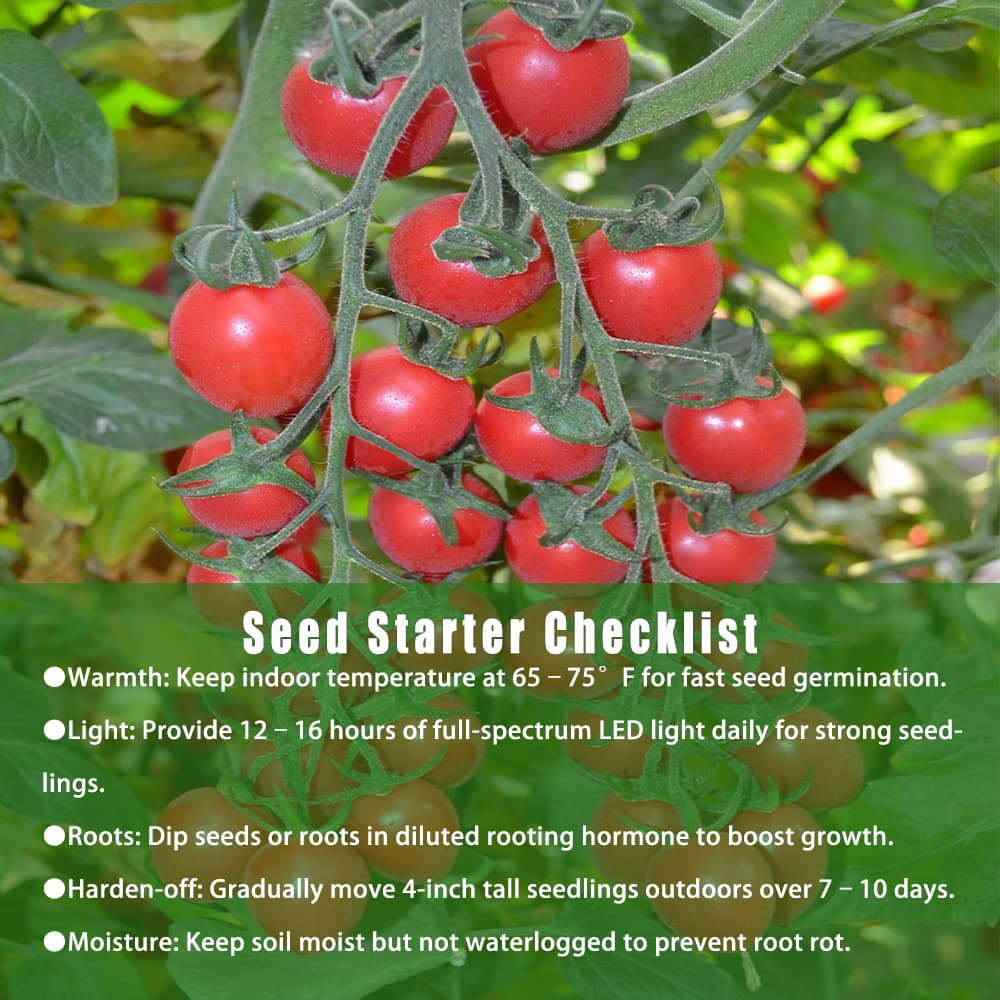 Seed Starter Checklist
●Warmth: Keep indoor temperature at 65–75°F for fast seed germination.
●Light: Provide 12–16 hours of full-spectrum LED light daily for strong seed-
lings.
●Roots: Dip seeds or roots in diluted rooting hormone to boost growth.
●Harden-off: Gradually move 4-inch tall seedlings outdoors over 7–10 days.
●Moisture: Keep soil moist but not waterlogged to prevent root rot.